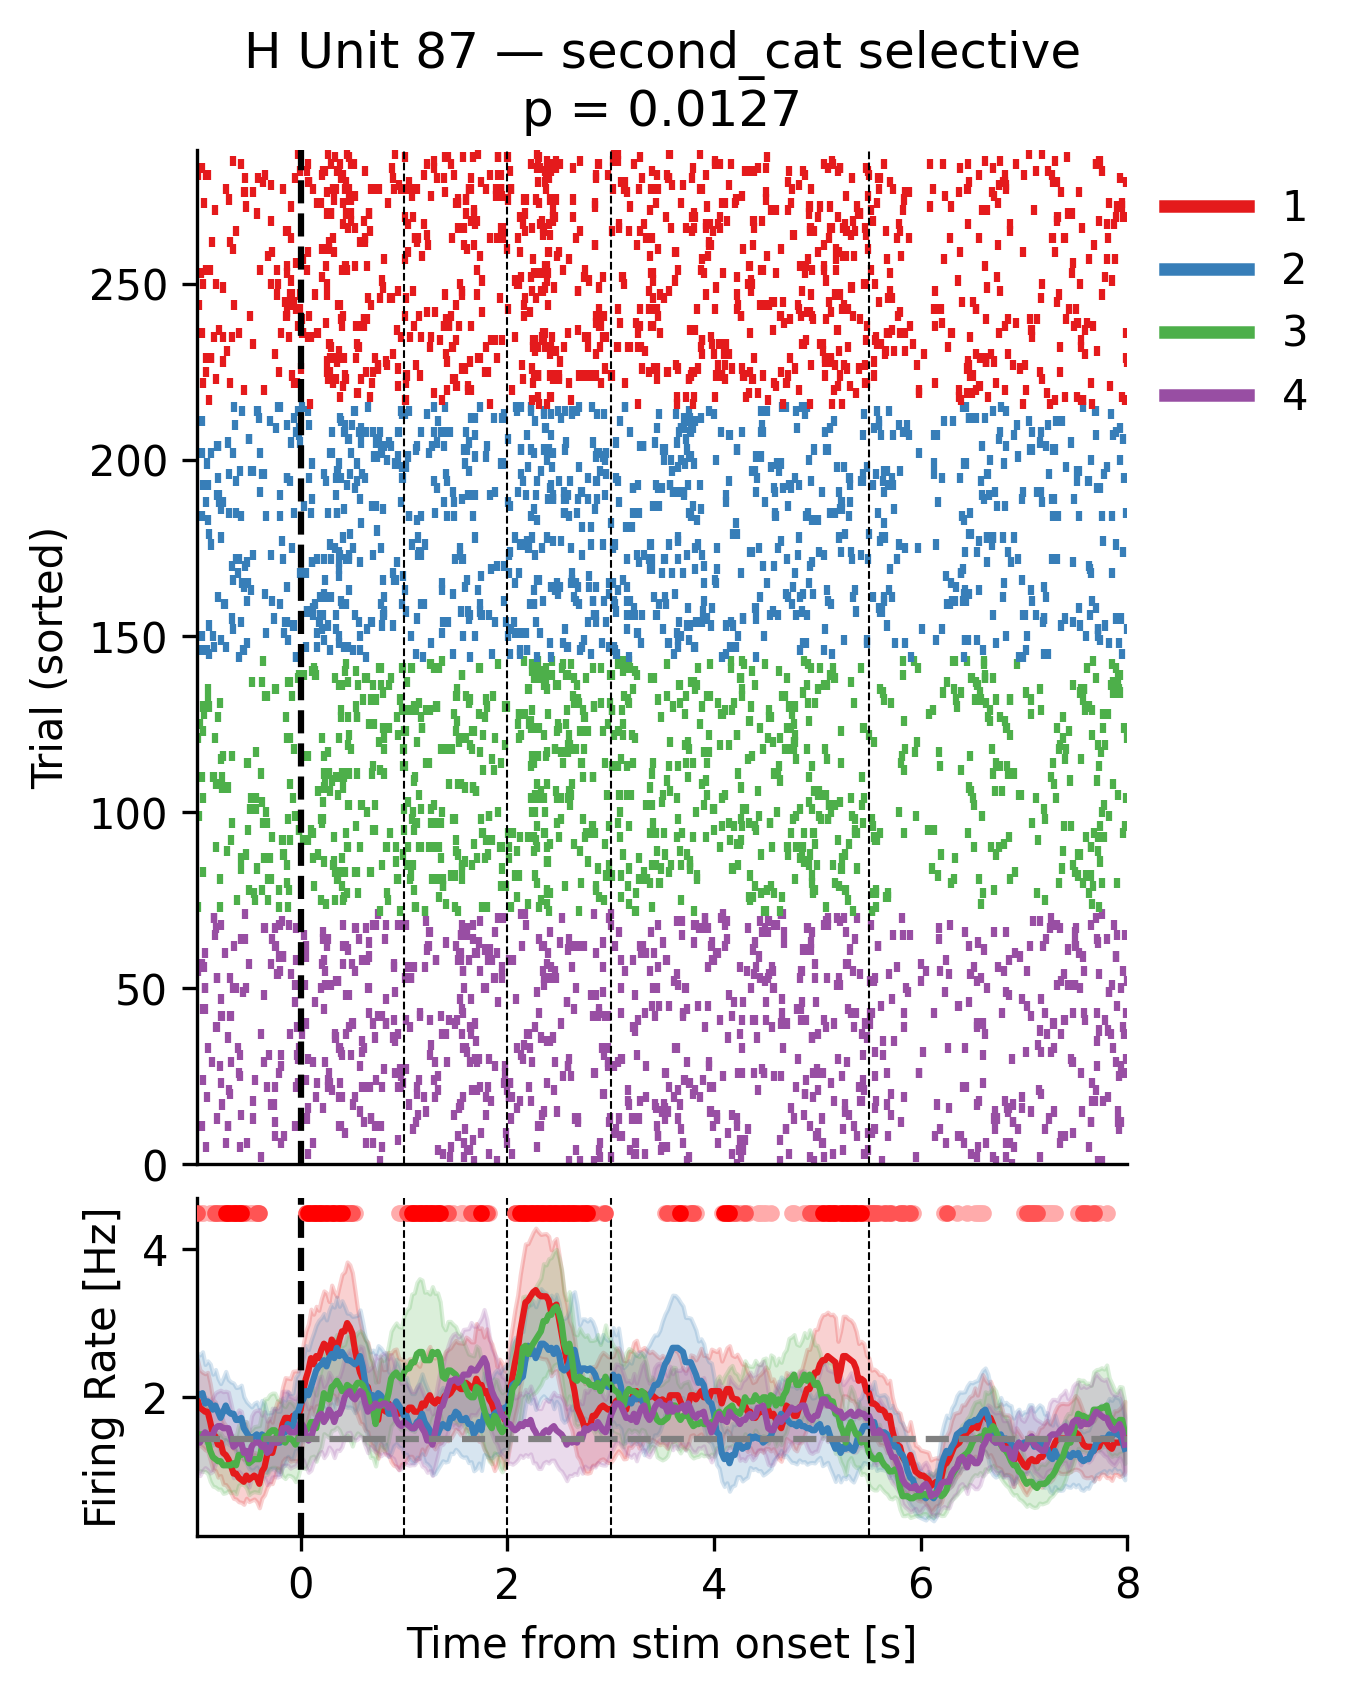 H Unit 87 — second_cat selective
p = 0.0127
1
2
3
4
250
200
150
100
50
0
Trial (sorted)
4
2
Firing Rate [Hz]
0 2 4 6 8
Time from stim onset [s]